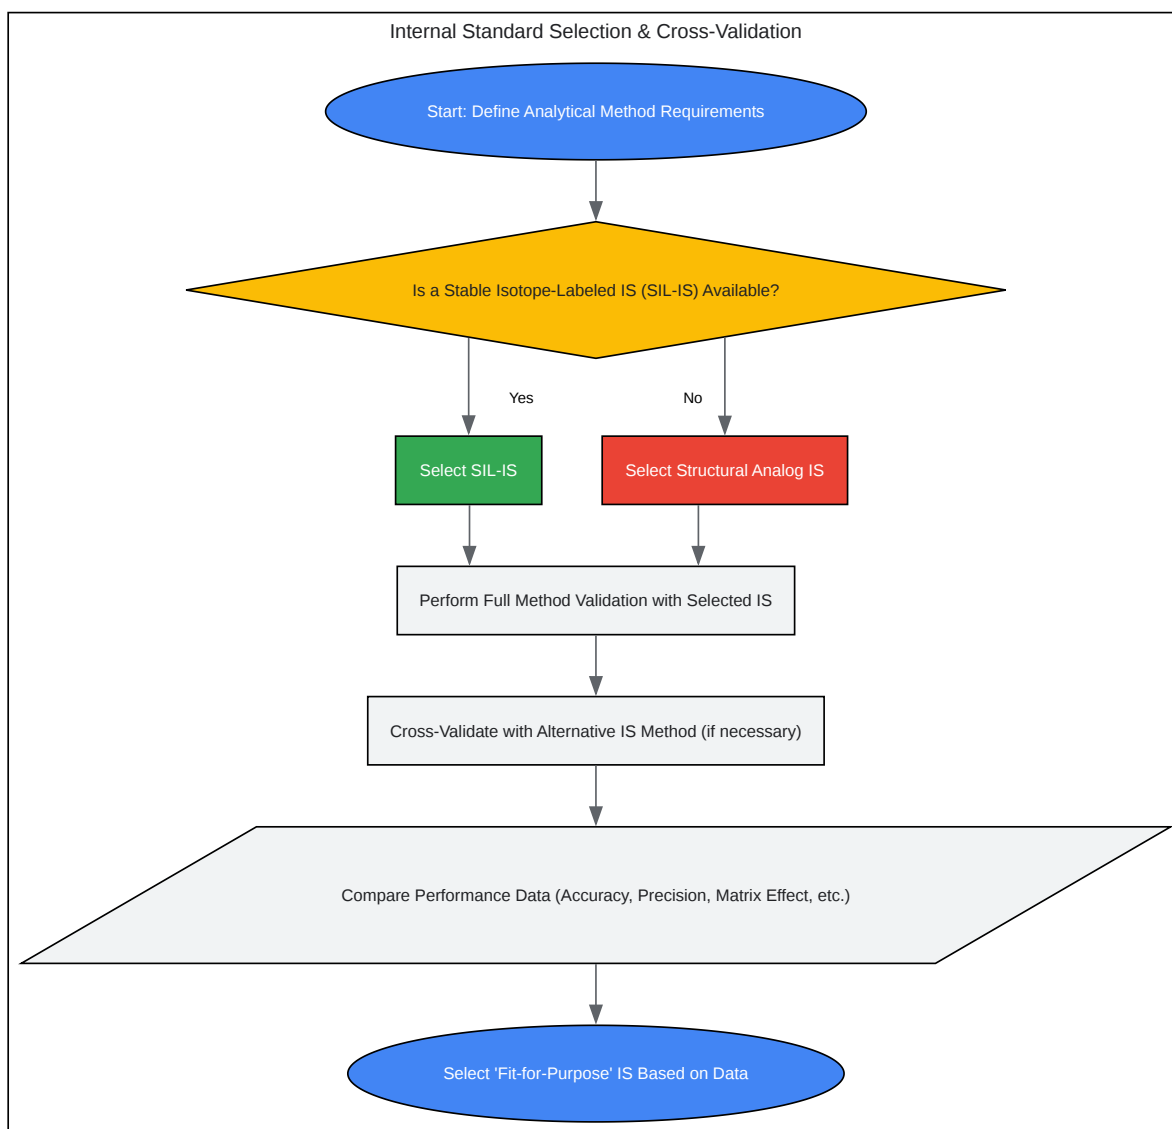 Internal Standard Selection & Cross-Validation
Start: Define Analytical Method Requirements
Is a Stable Isotope-Labeled IS (SIL-IS) Available?
Yes
No
Select SIL-IS
Select Structural Analog IS
Perform Full Method Validation with Selected IS
Cross-Validate with Alternative IS Method (if necessary)
Compare Performance Data (Accuracy, Precision, Matrix Effect, etc.)
Select 'Fit-for-Purpose' IS Based on Data